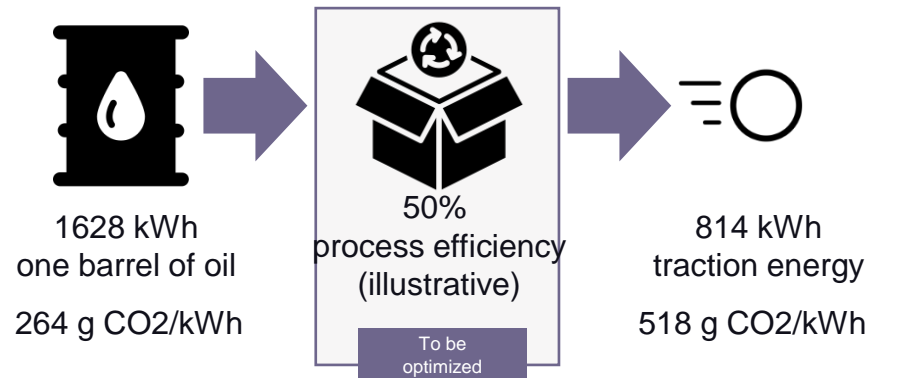 1628 kWh
one barrel of oil
264 g CO2/kWh
50%
process efficiency
(illustrative)
To be
optimized
814 kWh
traction energy
518 g CO2/kWh